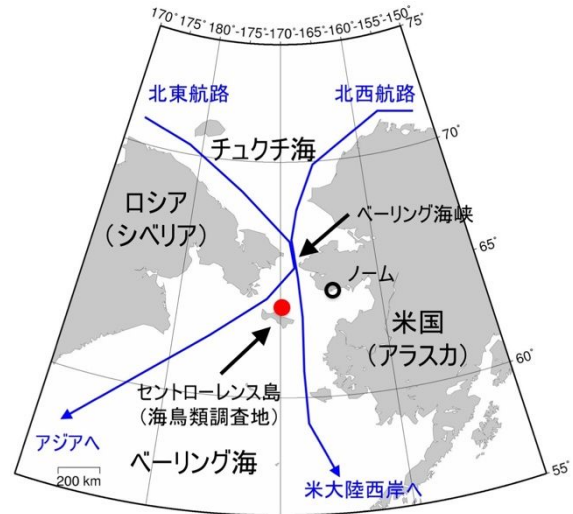 170° 175° 180° -170° -160° -155° -150°
75°
北東航路
北西航路
チュクチ海
70°
ロシア
（シベリア）
ベーリング海峡
65°
ノーム
米国
（アラスカ）
60°
セントローレンス島
（海鳥類調査地）
アジアへ
ベーリング海
200 km
米大陸西岸へ
55°